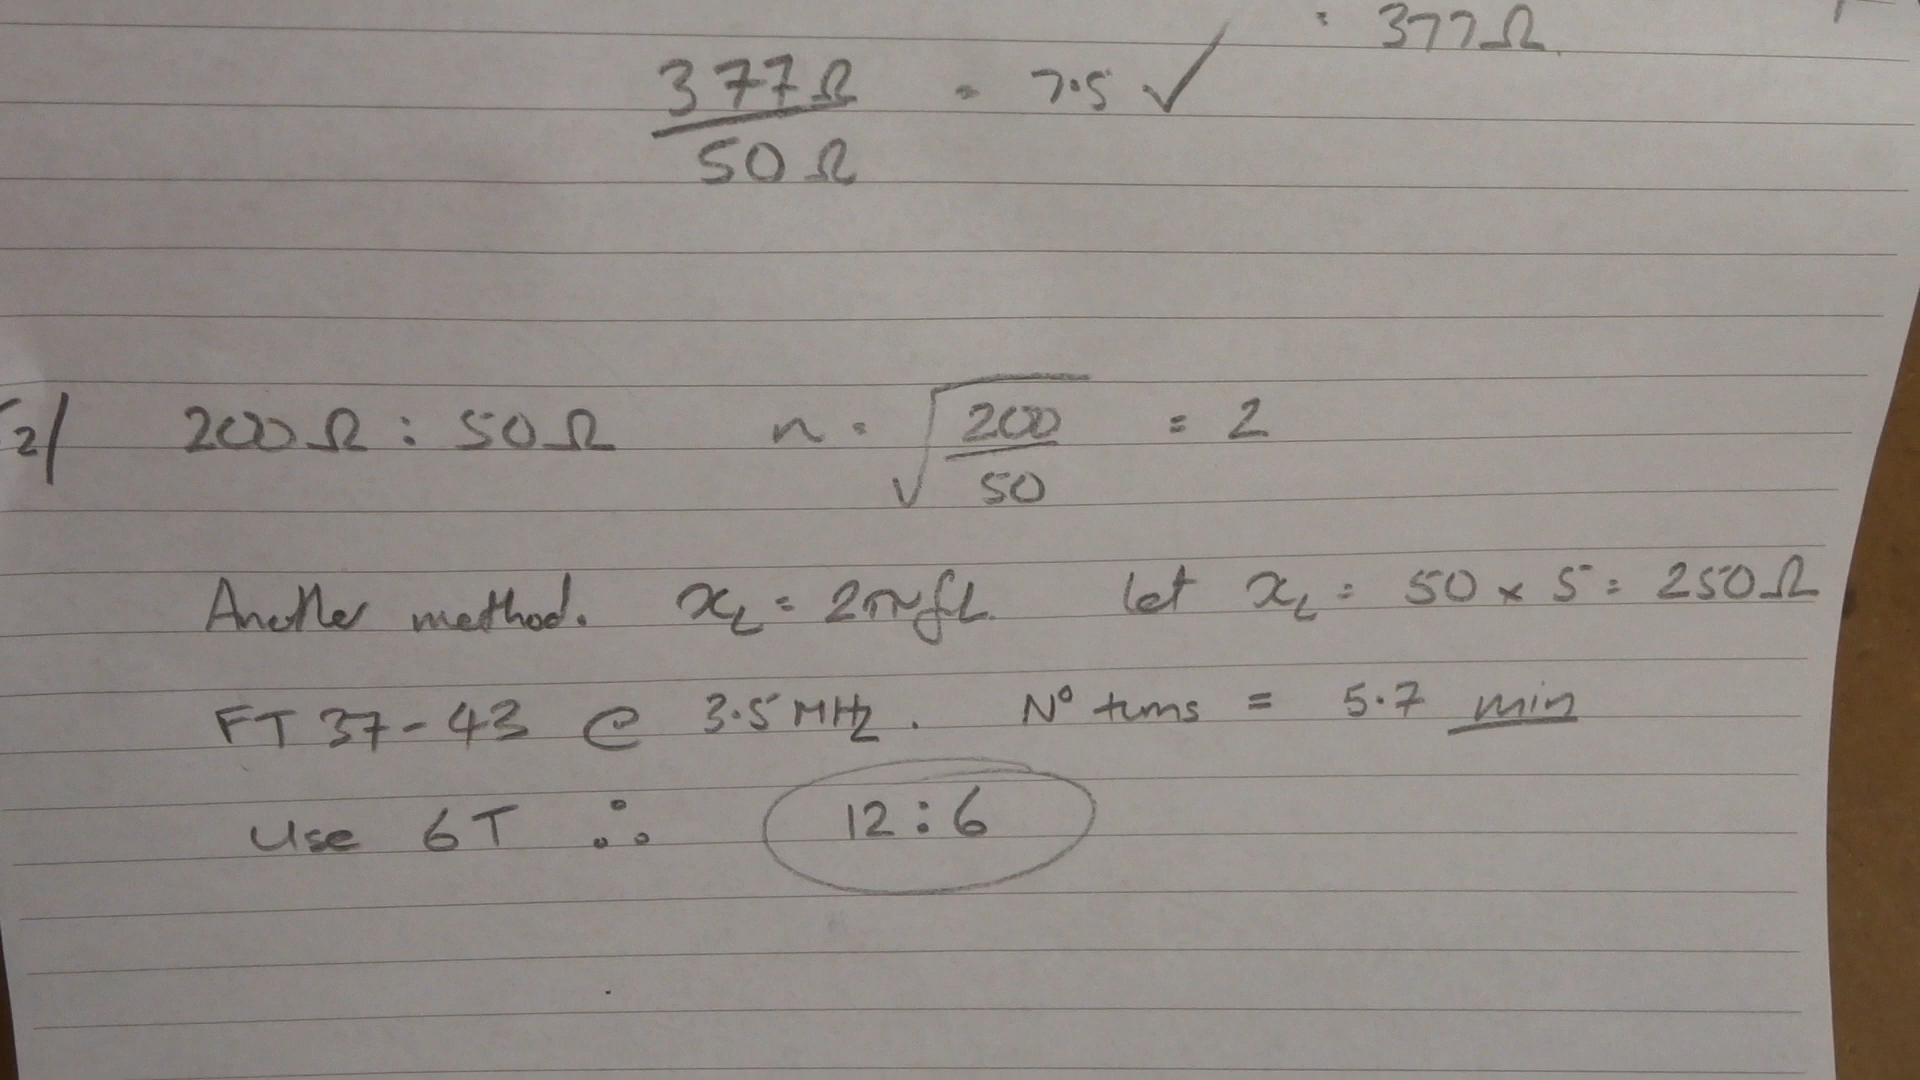 = 377Ω
377Ω / 50Ω = 7.5 ✓
2/ 200Ω : 50Ω n = √(200/50) = 2
Another method. xL = 2πfL. Let xL = 50 x 5 = 250Ω
FT 37-43 @ 3.5 MHz. Nº turns = 5.7 min
Use 6T ∴ 12:6